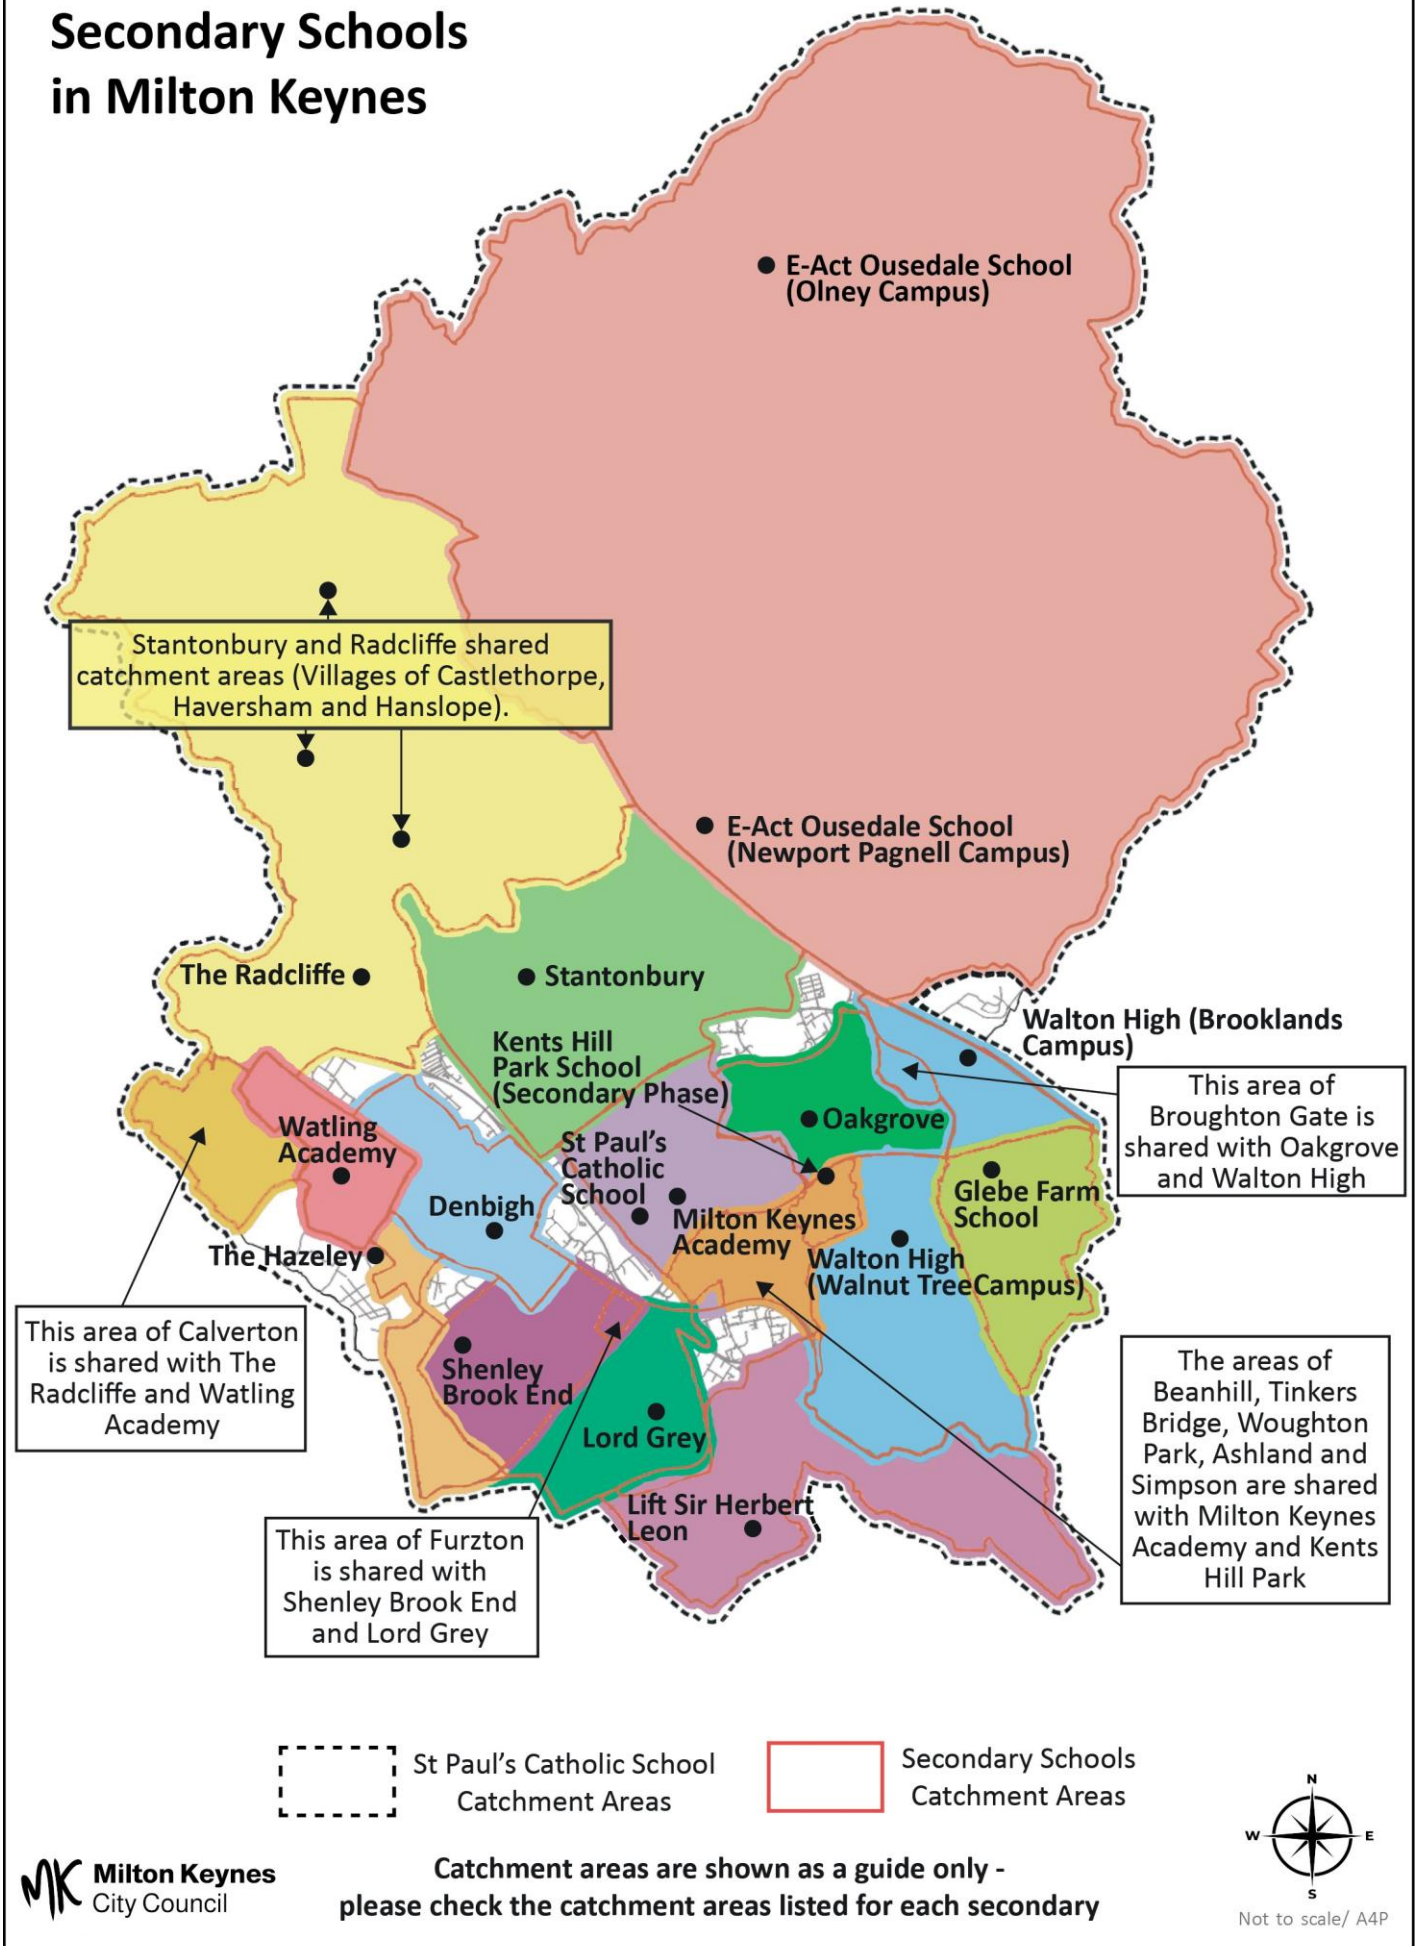 Secondary Schools
in Milton Keynes
E-Act Ousedale School
(Olney Campus)
Stantonbury and Radcliffe shared
catchment areas (Villages of Castlethorpe,
Haversham and Hanslope).
E-Act Ousedale School
(Newport Pagnell Campus)
The Radcliffe
Stantonbury
Walton High (Brooklands
Campus)
Kents Hill
Park School
(Secondary Phase)
This area of
Broughton Gate is
shared with Oakgrove
and Walton High
Oakgrove
Watling
Academy
St Paul's
Catholic
School
Glebe Farm
School
Denbigh
Milton Keynes
Academy
The Hazeley
Walton High
(Walnut Tree Campus)
This area of Calverton
is shared with The
Radcliffe and Watling
Academy
Shenley
Brook End
The areas of
Beanhill, Tinkers
Bridge, Woughton
Park, Ashland and
Simpson are shared
with Milton Keynes
Academy and Kents
Hill Park
Lord Grey
Lift Sir Herbert
Leon
This area of Furzton
is shared with
Shenley Brook End
and Lord Grey
St Paul's Catholic School
Catchment Areas
Secondary Schools
Catchment Areas
N
W
E
S
MK
Milton Keynes
City Council
Catchment areas are shown as a guide only -
please check the catchment areas listed for each secondary
Not to scale/ A4P